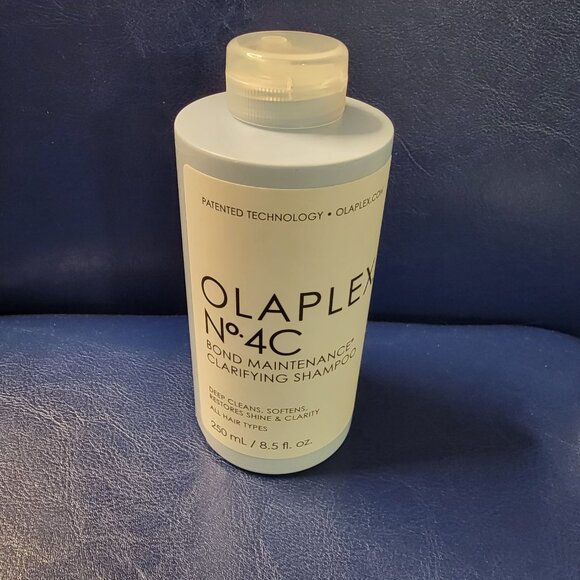 PATENTED TECHNOLOGY • OLAPLEX.COM
OLAPLEX
Nº.4C
BOND MAINTENANCE®
CLARIFYING SHAMPOO
DEEP CLEANS, SOFTENS,
RESTORES SHINE & CLARITY
ALL HAIR TYPES
250 mL / 8.5 fl. oz.